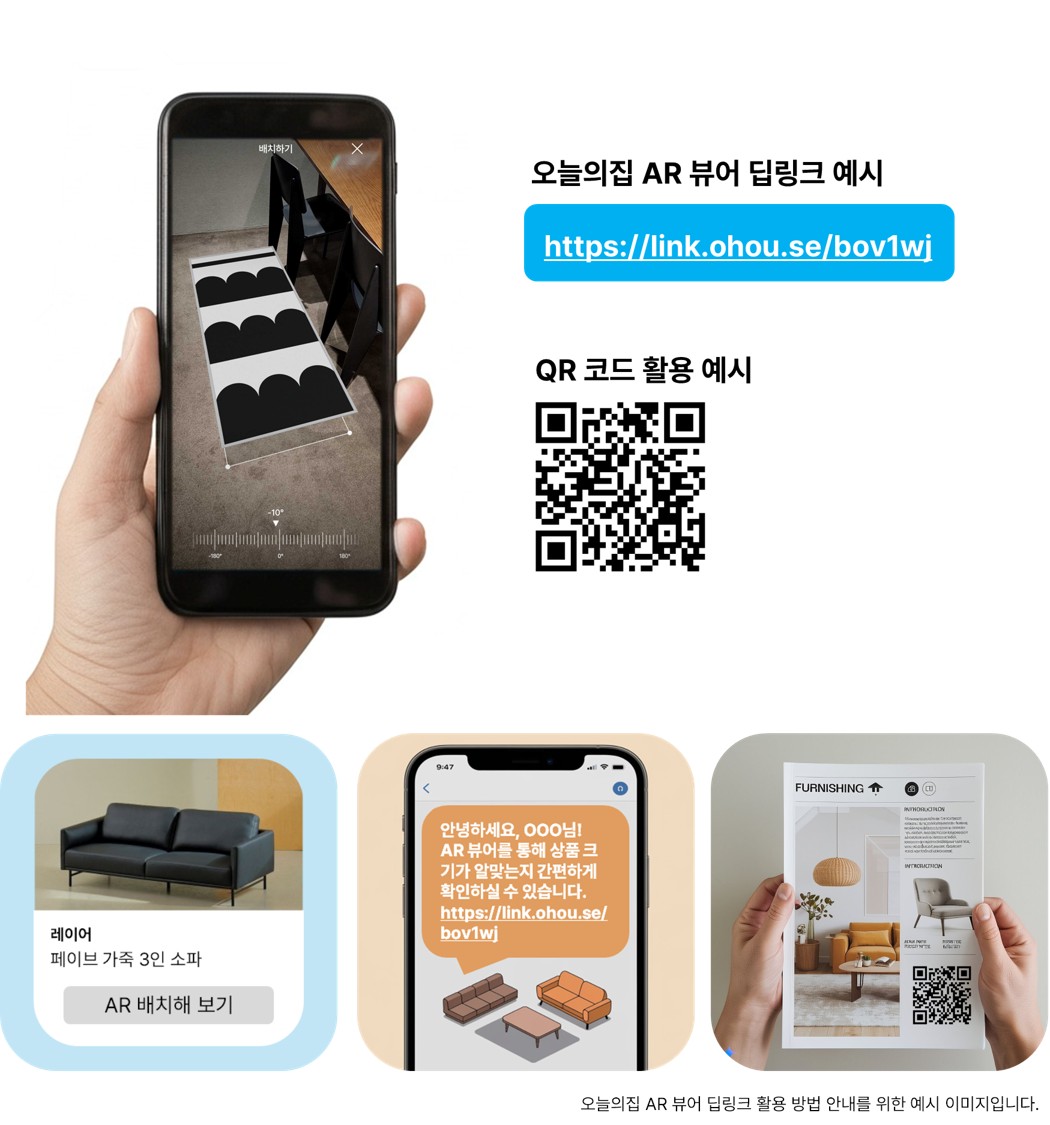 배치하기
-10°
-180°
0°
180°
오늘의집 AR 뷰어 딥링크 예시
https://link.ohou.se/bov1wj
QR 코드 활용 예시
레이어
페이브 가죽 3인 소파
AR 배치해 보기
9:47
안녕하세요, OOO님!
AR 뷰어를 통해 상품 크
기가 알맞는지 간편하게
확인하실 수 있습니다.
https://link.ohou.se/
bov1wj
FURNISHING
오늘의집 AR 뷰어 딥링크 활용 방법 안내를 위한 예시 이미지입니다.